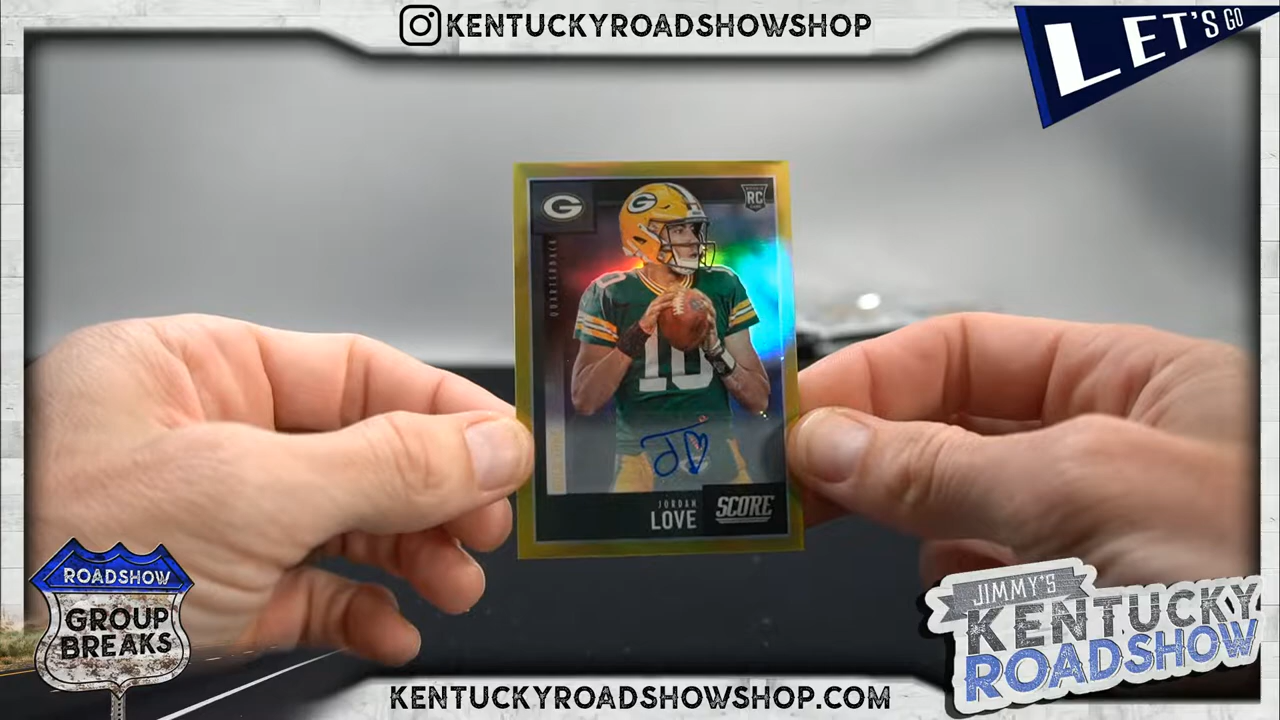 KENTUCKYROADSHOWSHOP
LET'S GO
G
G
RC
QUARTERBACK
10
JORDAN
LOVE
SCORE
ROADSHOW
GROUP
BREAKS
JIMMY'S
KENTUCKY
ROADSHOW
KENTUCKYROADSHOWSHOP.COM